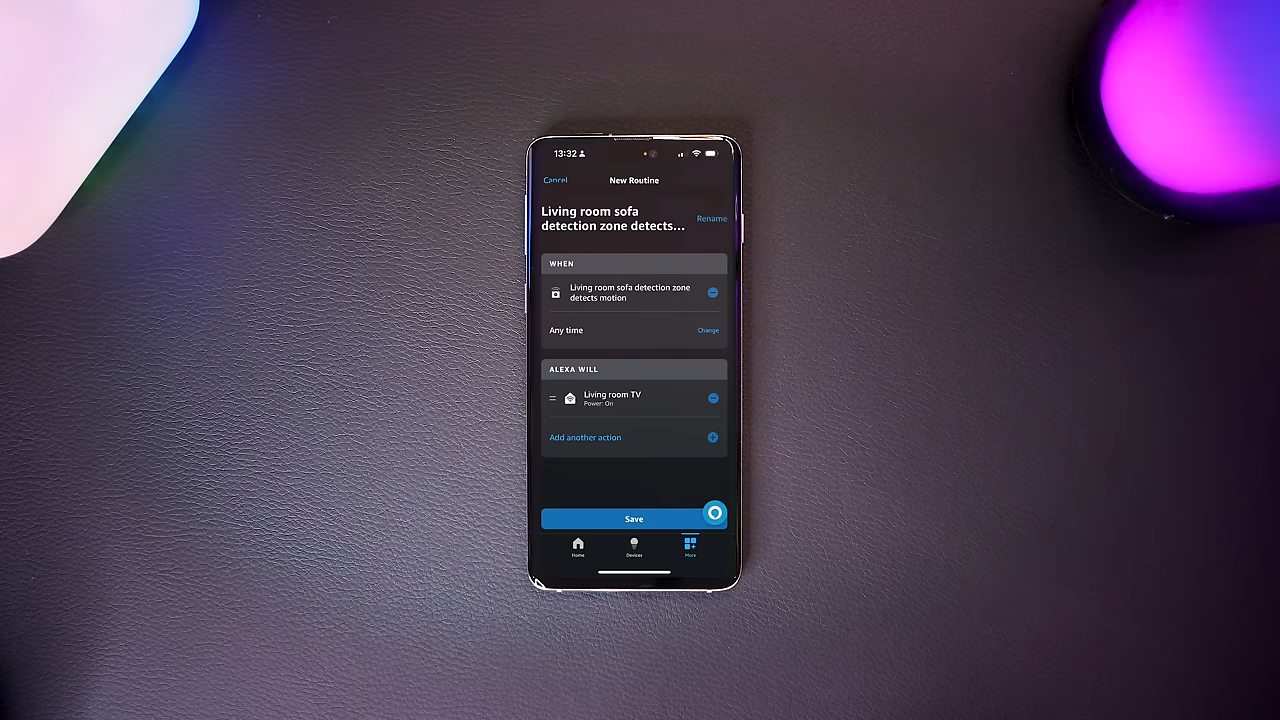 13:32
Cancel
New Routine
Living room sofa
detection zone detects...
Rename
WHEN
Living room sofa detection zone
detects motion
Any time
Change
ALEXA WILL
Living room TV
Power: On
Add another action
Save
Home
Devices
More